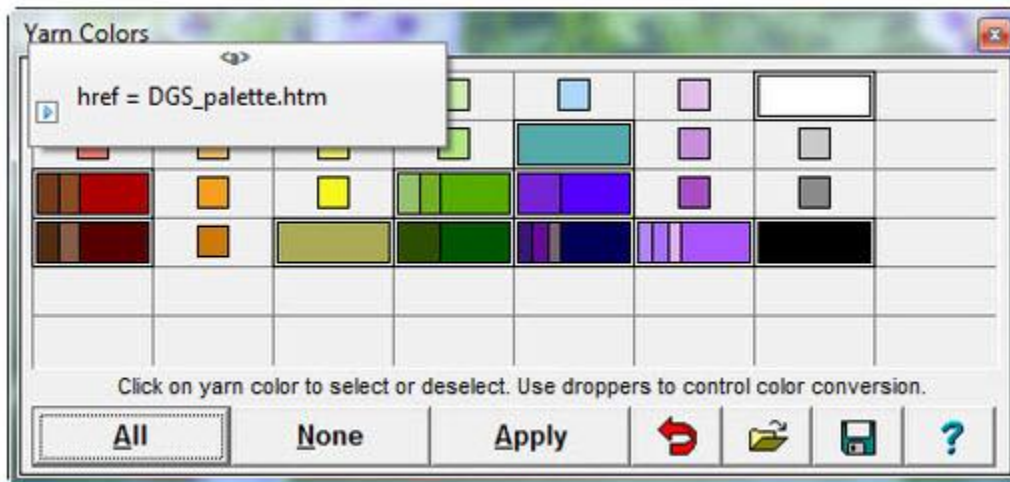 Yarn Colors
<a>
href = DGS_palette.htm
Click on yarn color to select or deselect. Use droppers to control color conversion.
All
None
Apply
?